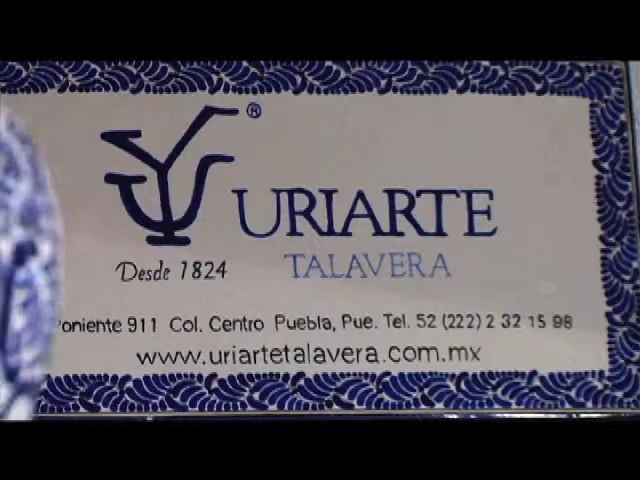 ®
URIARTE
TALAVERA
Desde 1824
Poniente 911 Col. Centro Puebla, Pue. Tel. 52 (222) 2 32 15 98
www.uriartetalavera.com.mx